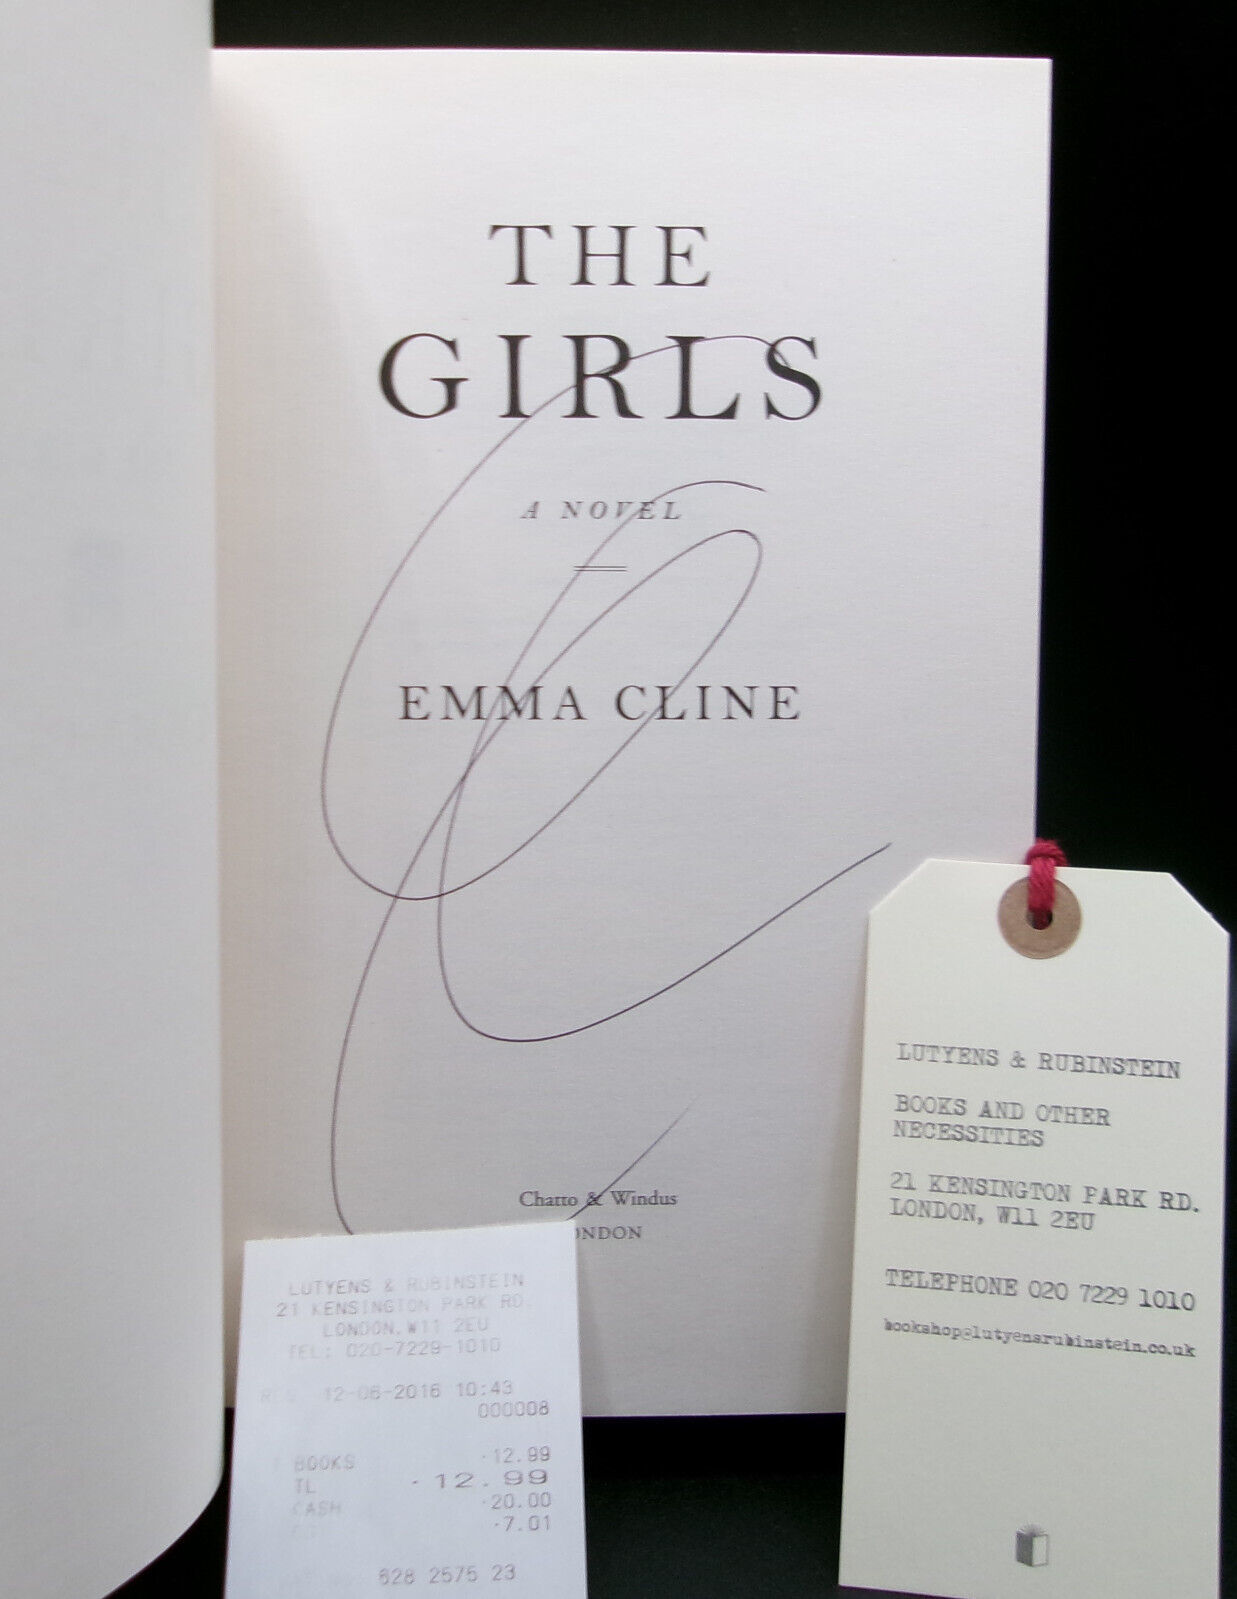 THE
GIRLS
A NOVEL
EMMA CLINE
Chatto & Windus
LONDON
LUTYENS & RUBINSTEIN
21 KENSINGTON PARK RD.
LONDON, W11 2EU
TEL: 020-7229-1010
12-06-2016 10:43
000008
BOOKS ·12.99
TL ·12.99
CASH ·20.00
·7.01
628 2575 23
LUTYENS & RUBINSTEIN
BOOKS AND OTHER
NECESSITIES
21 KENSINGTON PARK RD.
LONDON, W11 2EU
TELEPHONE 020 7229 1010
bookshop@lutyensrubinstein.co.uk